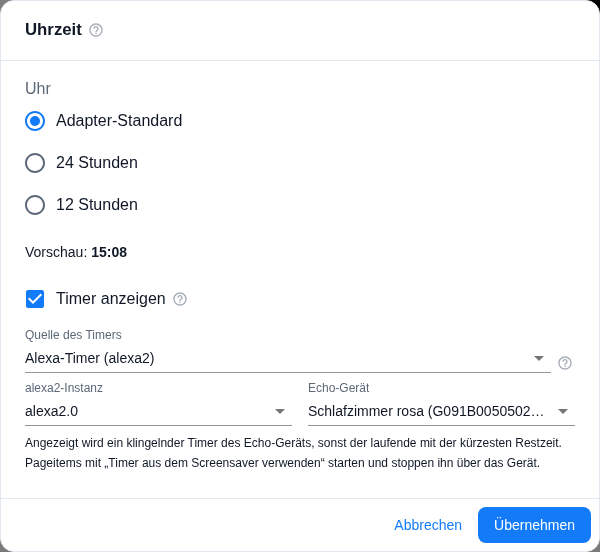 Uhrzeit
Uhr
Adapter-Standard
24 Stunden
12 Stunden
Vorschau: 15:08
Timer anzeigen
Quelle des Timers
Alexa-Timer (alexa2)
alexa2-Instanz
Echo-Gerät
alexa2.0
Schlafzimmer rosa (G091B0050502…
Angezeigt wird ein klingelnder Timer des Echo-Geräts, sonst der laufende mit der kürzesten Restzeit.
Pageitems mit „Timer aus dem Screensaver verwenden“ starten und stoppen ihn über das Gerät.
Abbrechen
Übernehmen